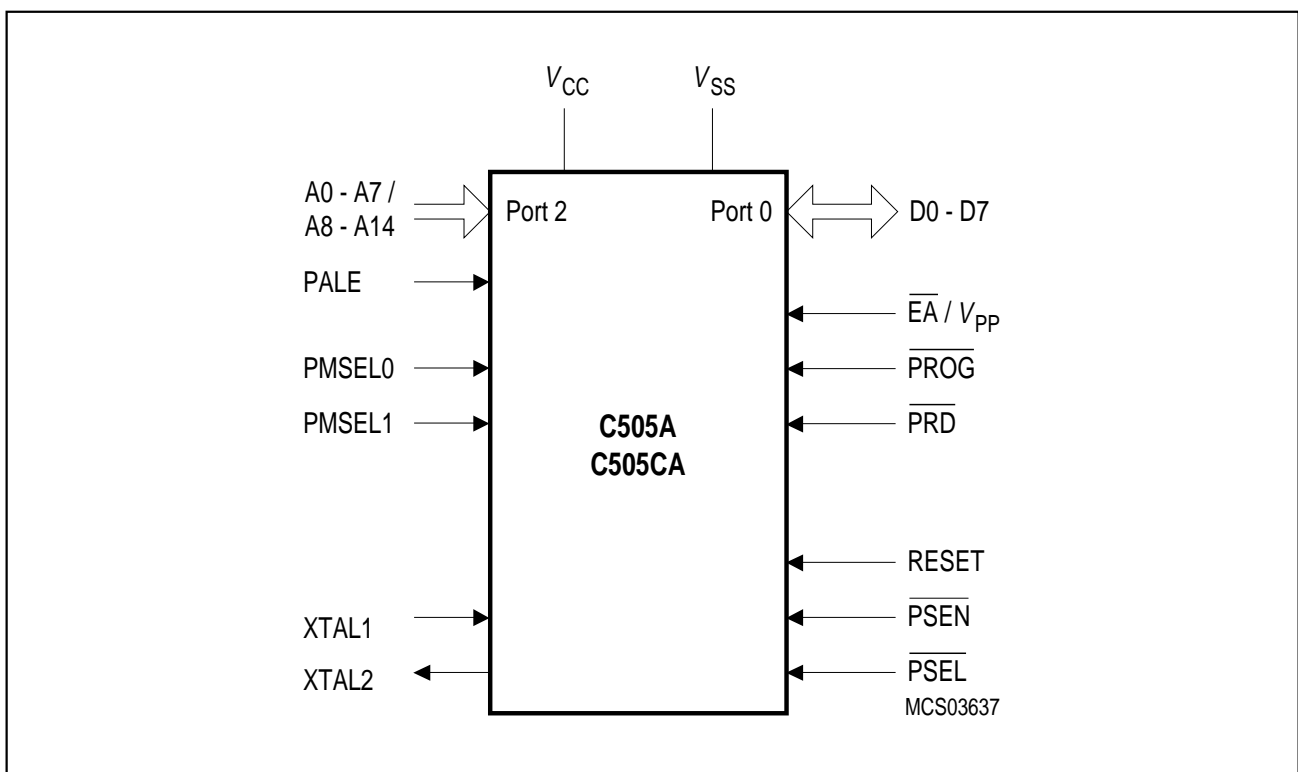 VCC
VSS
A0 - A7 /
A8 - A14
Port 2
Port 0
D0 - D7
PALE
EA / VPP
PMSEL0
PROG
PMSEL1
PRD
C505A
C505CA
RESET
XTAL1
PSEN
XTAL2
PSEL
MCS03637